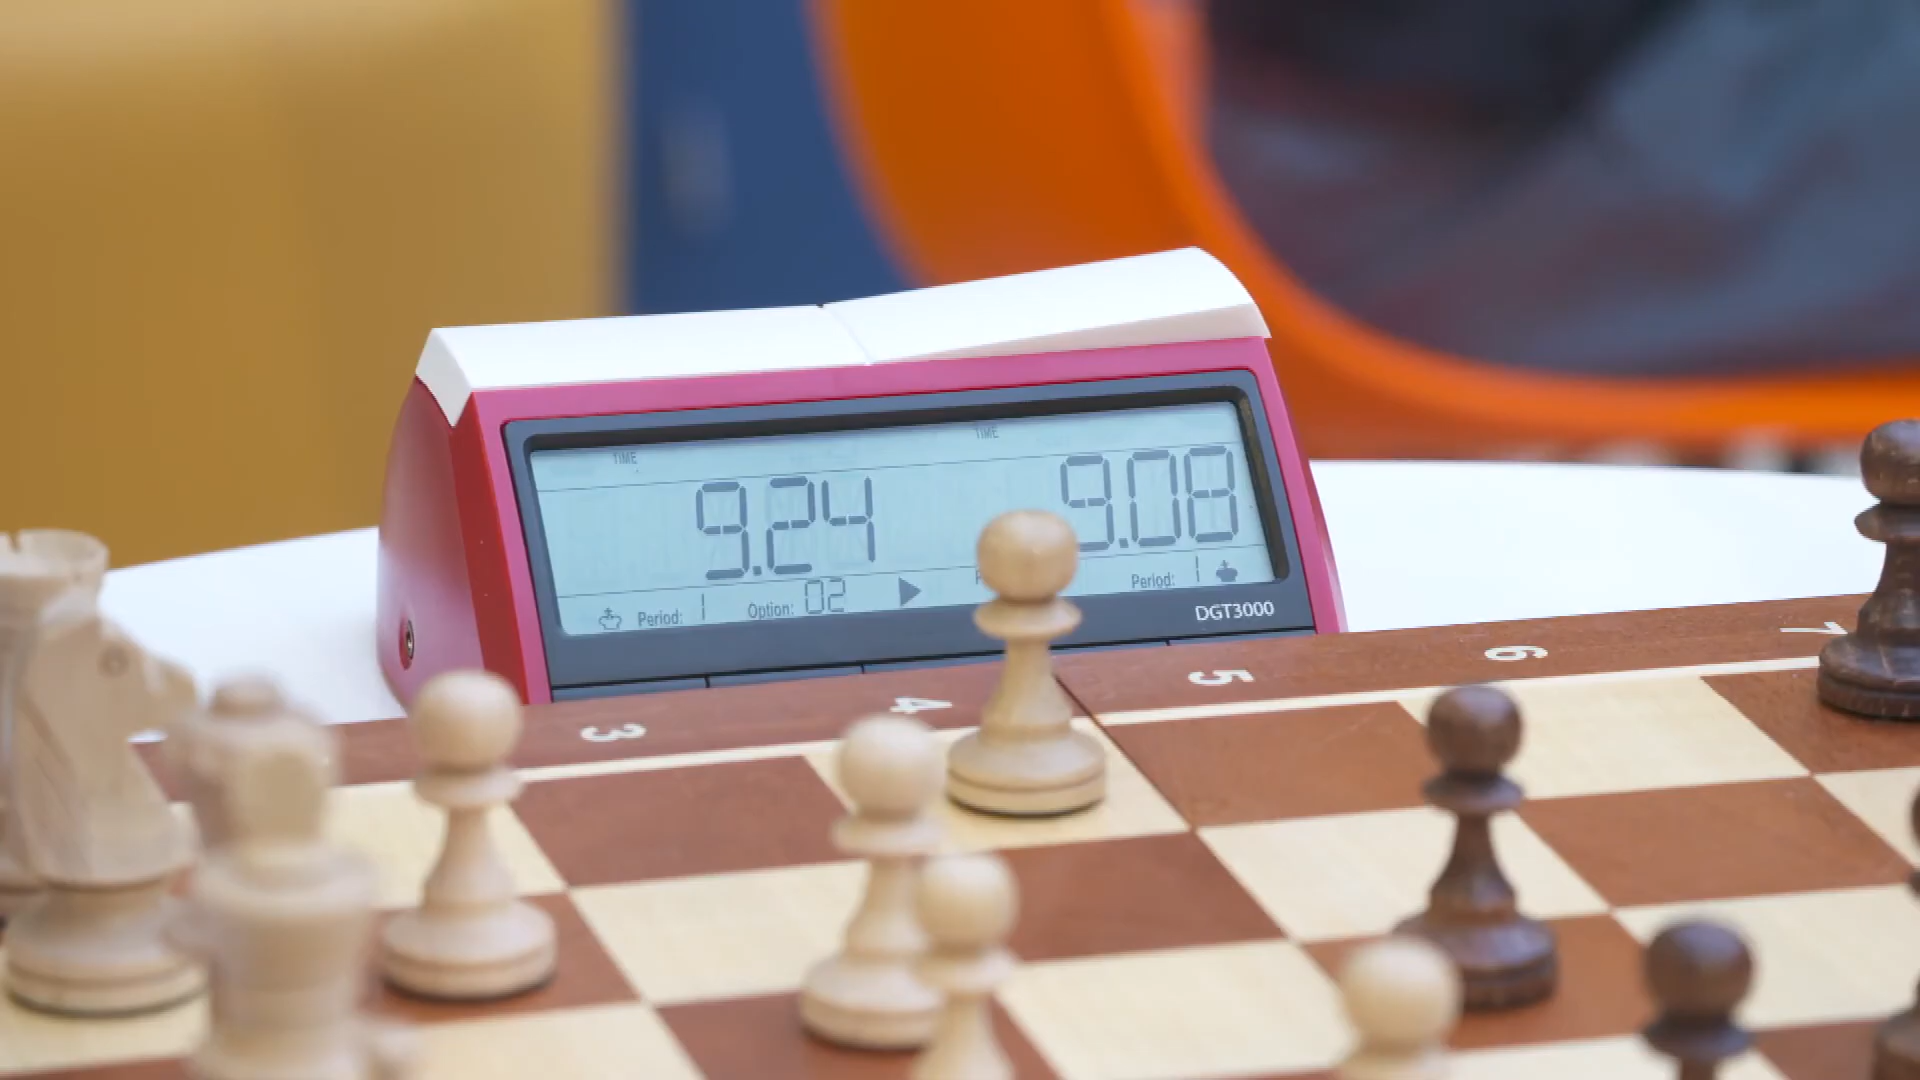 TIME TIME
9.24 9.08
Period: 1 Option: 02 Period: 1
DGT3000
3 4 5 6 7